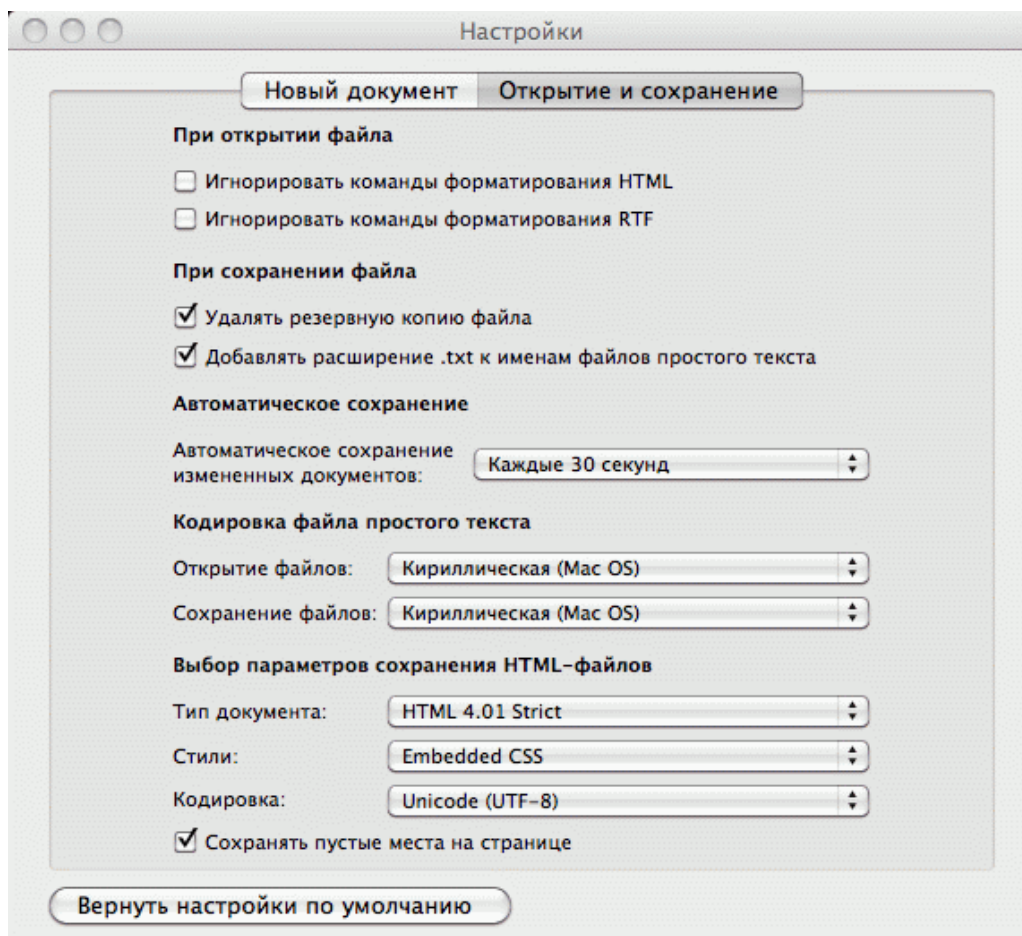 Настройки
Новый документ Открытие и сохранение
При открытии файла
Игнорировать команды форматирования HTML
Игнорировать команды форматирования RTF
При сохранении файла
Удалять резервную копию файла
Добавлять расширение .txt к именам файлов простого текста
Автоматическое сохранение
Автоматическое сохранение
измененных документов: Каждые 30 секунд
Кодировка файла простого текста
Открытие файлов: Кириллическая (Mac OS)
Сохранение файлов: Кириллическая (Mac OS)
Выбор параметров сохранения HTML-файлов
Тип документа: HTML 4.01 Strict
Стили: Embedded CSS
Кодировка: Unicode (UTF-8)
Сохранять пустые места на странице
Вернуть настройки по умолчанию